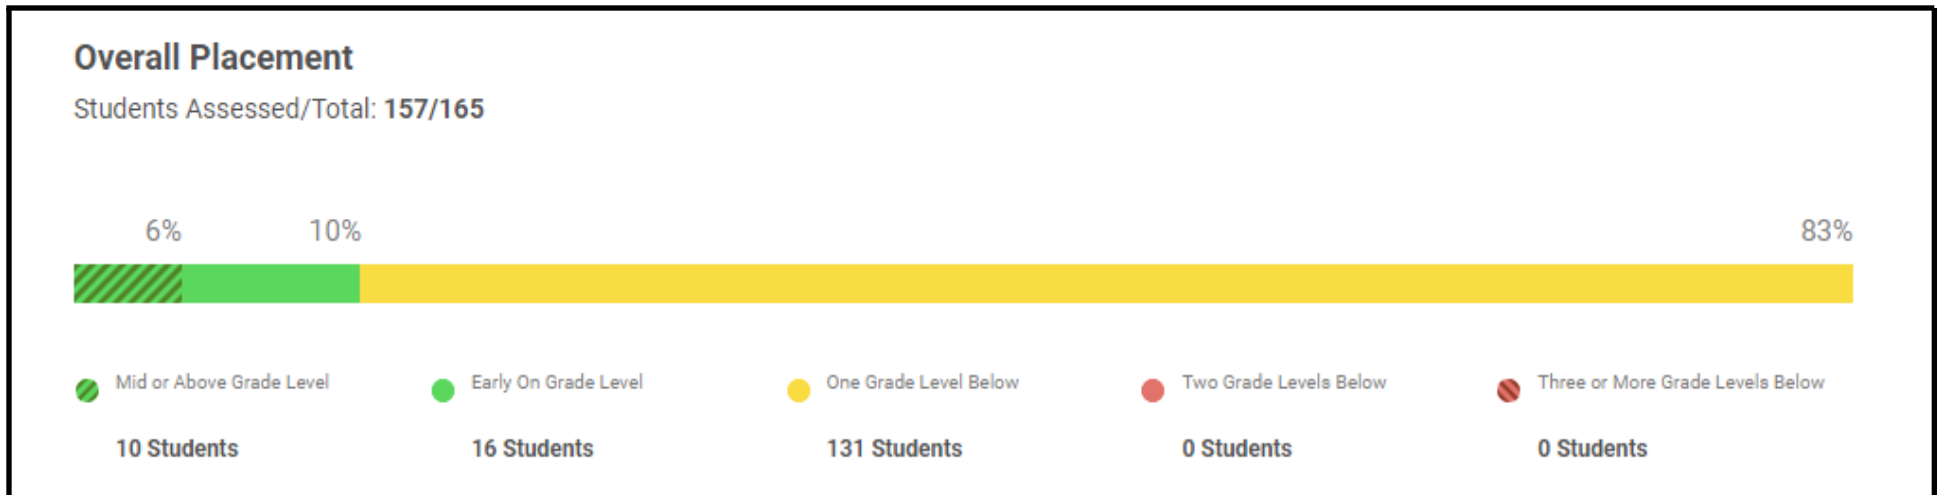 Overall Placement
Students Assessed/Total: 157/165
6% 10% 83%
Mid or Above Grade Level Early On Grade Level One Grade Level Below Two Grade Levels Below Three or More Grade Levels Below
10 Students 16 Students 131 Students 0 Students 0 Students